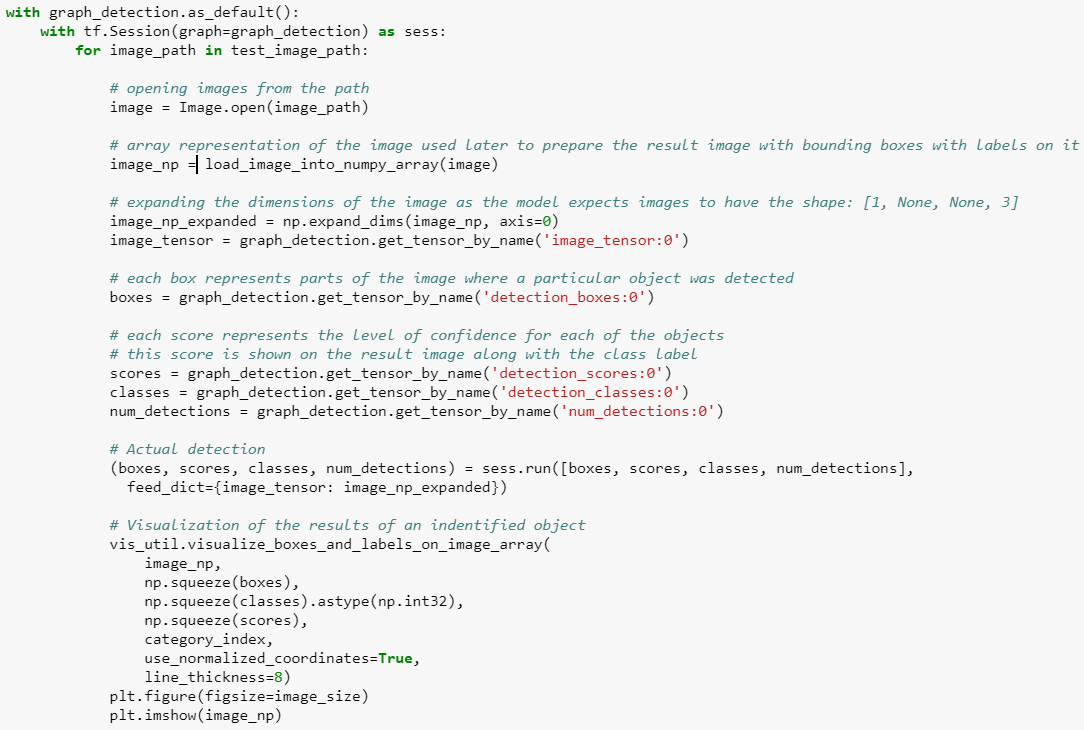 with graph_detection.as_default():
    with tf.Session(graph=graph_detection) as sess:
        for image_path in test_image_path:

            # opening images from the path
            image = Image.open(image_path)

            # array representation of the image used later to prepare the result image with bounding boxes with labels on it
            image_np = load_image_into_numpy_array(image)

            # expanding the dimensions of the image as the model expects images to have the shape: [1, None, None, 3]
            image_np_expanded = np.expand_dims(image_np, axis=0)
            image_tensor = graph_detection.get_tensor_by_name('image_tensor:0')

            # each box represents parts of the image where a particular object was detected
            boxes = graph_detection.get_tensor_by_name('detection_boxes:0')

            # each score represents the level of confidence for each of the objects
            # this score is shown on the result image along with the class label
            scores = graph_detection.get_tensor_by_name('detection_scores:0')
            classes = graph_detection.get_tensor_by_name('detection_classes:0')
            num_detections = graph_detection.get_tensor_by_name('num_detections:0')

            # Actual detection
            (boxes, scores, classes, num_detections) = sess.run([boxes, scores, classes, num_detections],
              feed_dict={image_tensor: image_np_expanded})

            # Visualization of the results of an indentified object
            vis_util.visualize_boxes_and_labels_on_image_array(
                image_np,
                np.squeeze(boxes),
                np.squeeze(classes).astype(np.int32),
                np.squeeze(scores),
                category_index,
                use_normalized_coordinates=True,
                line_thickness=8)
            plt.figure(figsize=image_size)
            plt.imshow(image_np)